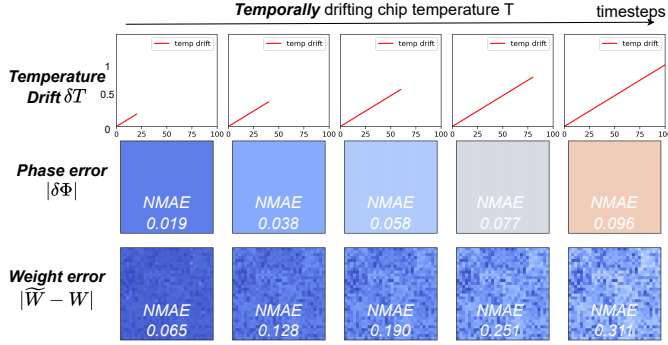 Temporally drifting chip temperature T
timesteps
Temperature
Drift δT
1
0.5
0
temp drift
temp drift
temp drift
temp drift
temp drift
0 25 50 75 100
0 25 50 75 100
0 25 50 75 100
0 25 50 75 100
0 25 50 75 100
Phase error
|δΦ|
NMAE
0.019
NMAE
0.038
NMAE
0.058
NMAE
0.077
NMAE
0.096
Weight error
|W̃ − W|
NMAE
0.065
NMAE
0.128
NMAE
0.190
NMAE
0.251
NMAE
0.311